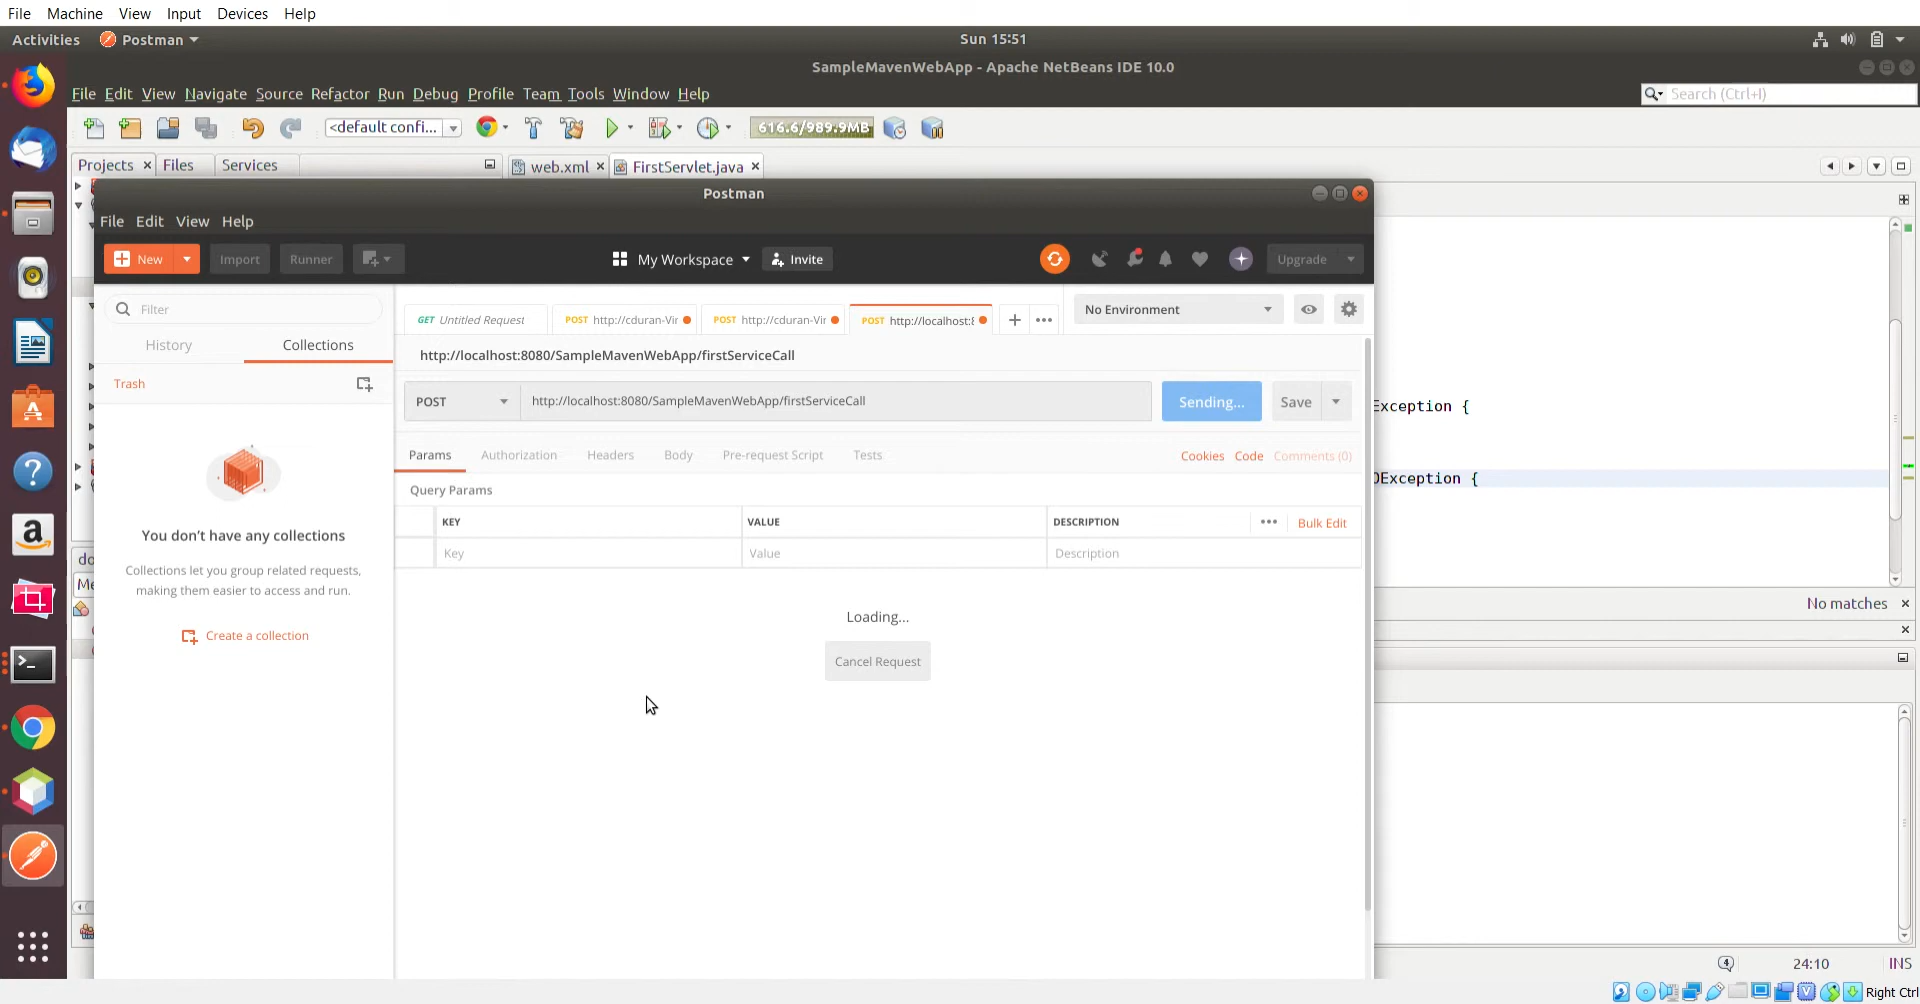 File Machine View Input Devices Help
Activities Postman Sun 15:51
SampleMavenWebApp - Apache NetBeans IDE 10.0
File Edit View Navigate Source Refactor Run Debug Profile Team Tools Window Help Search (Ctrl+I)
<default confi... 616.6/989.9MB
Projects Files Services web.xml FirstServlet.java
Postman
File Edit View Help
New Import Runner My Workspace Invite Upgrade
Filter No Environment
GET Untitled Request POST http://cduran-Vir POST http://cduran-Vir POST http://localhost:8
History Collections
http://localhost:8080/SampleMavenWebApp/firstServiceCall
Trash
POST http://localhost:8080/SampleMavenWebApp/firstServiceCall Sending... Save
Exception {
Params Authorization Headers Body Pre-request Script Tests Cookies Code Comments (0)
OException {
Query Params
KEY VALUE DESCRIPTION Bulk Edit
Key Value Description
You don't have any collections
Collections let you group related requests,
making them easier to access and run.
do
Me
No matches
Loading...
Create a collection
Cancel Request
4 24:10 INS
Right Ctrl